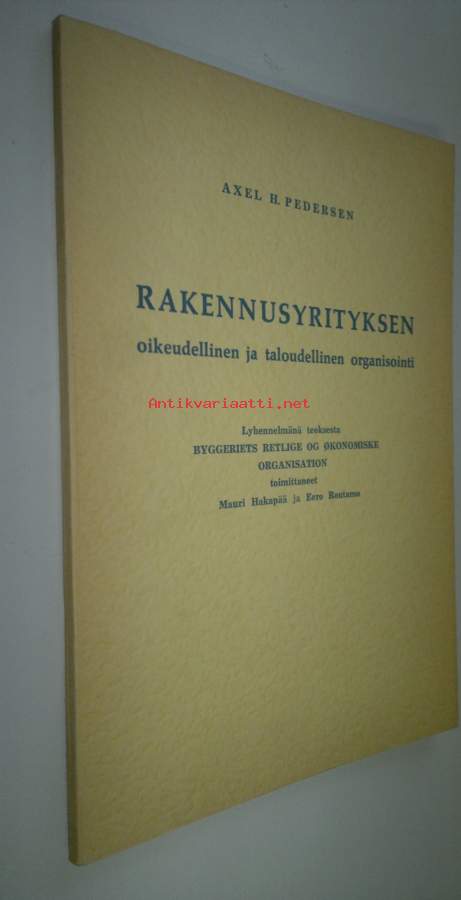 AXEL H. PEDERSEN
RAKENNUSYRITYKSEN
oikeudellinen ja taloudellinen organisointi
Antikvariaatti.net
Lyhennelmänä teoksesta
BYGGERIETS RETLIGE OG ØKONOMISKE
ORGANISATION
toimittaneet
Mauri Hakapää ja Eero Routamo